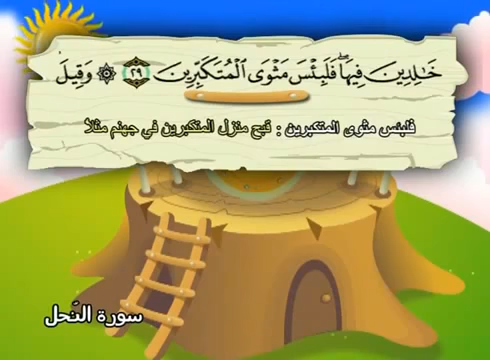 خَٰلِدِينَ فِيهَا ۖ فَلَبِئْسَ مَثْوَى ٱلْمُتَكَبِّرِينَ ٢٩ ۞ وَقِيلَ
فلبئس مثوى المتكبرين : قبح منزل المتكبرين في جهنم مثلاً
سورة النّحل